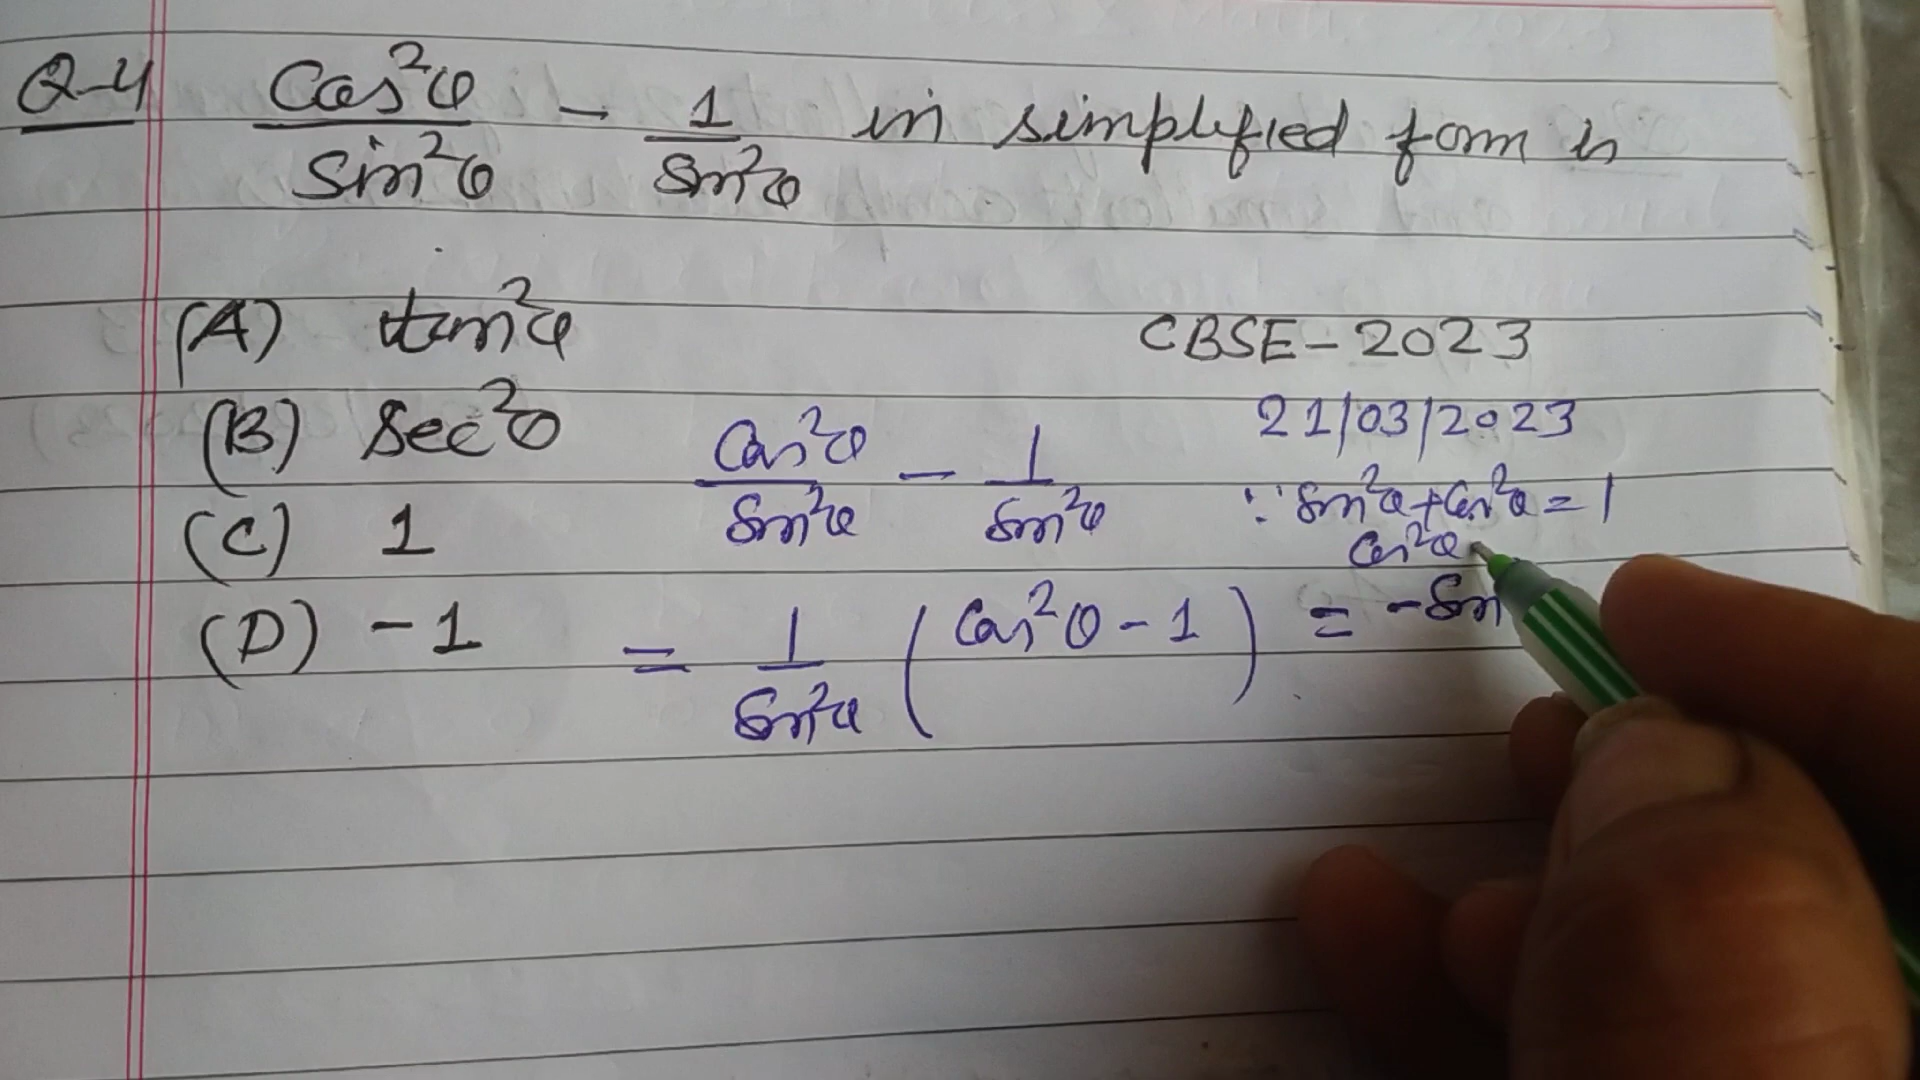 Q-4 Cos²θ/Sin²θ - 1/Sin²θ in simplified form is
(A) tan²θ
CBSE-2023
(B) Sec²θ
21/03/2023
(C) 1
Cos²θ/Sin²θ - 1/Sin²θ
∵ Sin²θ+Cos²θ=1
Cos²θ
(D) -1
= 1/Sin²θ (Cos²θ-1) = -Sin